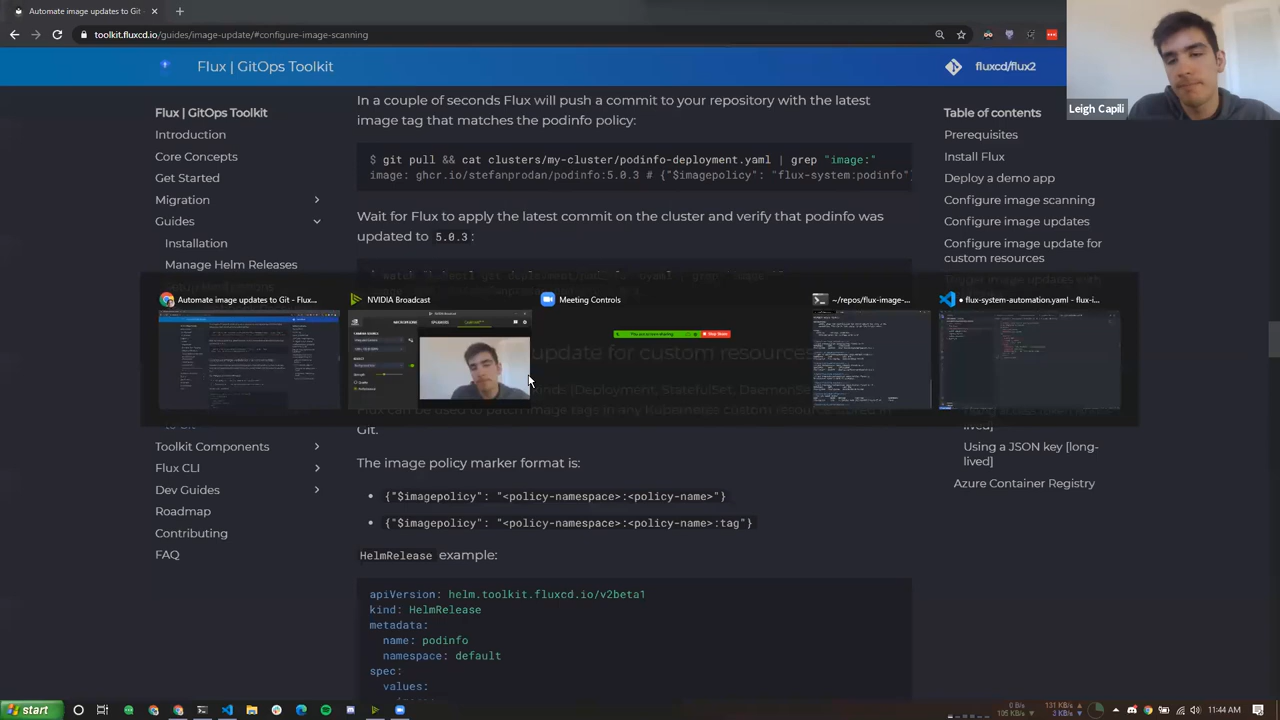 Automate image updates to Git -
toolkit.fluxcd.io/guides/image-update/#configure-image-scanning
Flux | GitOps Toolkit
fluxcd/flux2
Leigh Capili
Flux | GitOps Toolkit
Introduction
Core Concepts
Get Started
Migration
Guides
Installation
Manage Helm Releases
Toolkit Components
Flux CLI
Dev Guides
Roadmap
Contributing
FAQ
In a couple of seconds Flux will push a commit to your repository with the latest
image tag that matches the podinfo policy:
$ git pull && cat clusters/my-cluster/podinfo-deployment.yaml | grep "image:"
image: ghcr.io/stefanprodan/podinfo:5.0.3 # {"$imagepolicy": "flux-system:podinfo"
Wait for Flux to apply the latest commit on the cluster and verify that podinfo was
updated to 5.0.3:
Automate image updates to Git - Flux...
NVIDIA Broadcast
Meeting Controls
~/repos/flux-image-...
● flux-system-automation.yaml - flux-i...
Git.
The image policy marker format is:
• {"$imagepolicy": "<policy-namespace>:<policy-name>"}
• {"$imagepolicy": "<policy-namespace>:<policy-name>:tag"}
HelmRelease example:
apiVersion: helm.toolkit.fluxcd.io/v2beta1
kind: HelmRelease
metadata:
name: podinfo
namespace: default
spec:
values:
Table of contents
Prerequisites
Install Flux
Deploy a demo app
Configure image scanning
Configure image updates
Configure image update for
custom resources
lived]
Using a JSON key [long-
lived]
Azure Container Registry
start
0 B/s
195 KB/s
131 KB/s
3 KB/s
11:44 AM